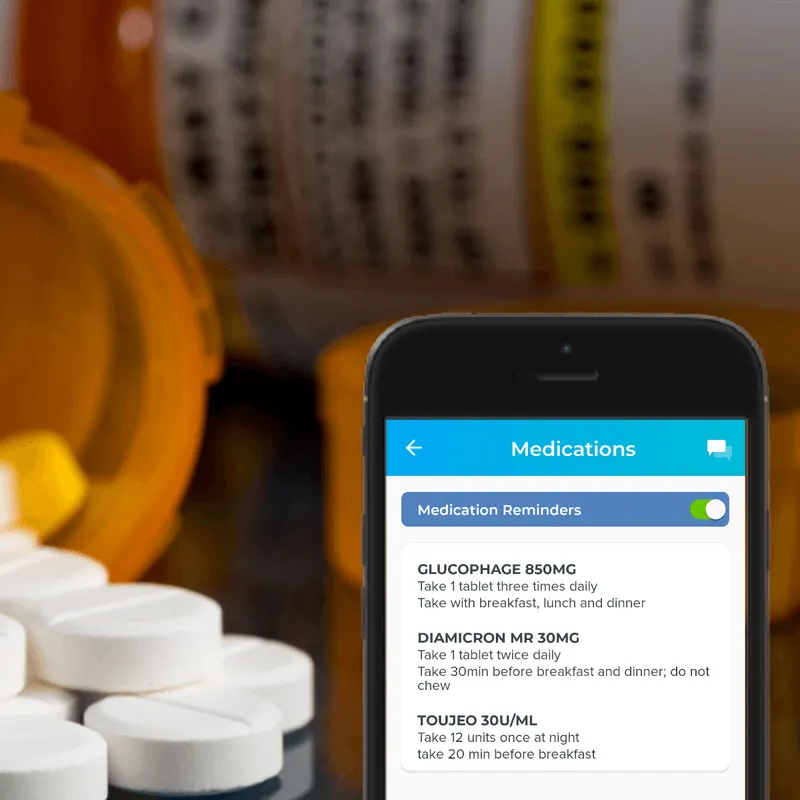 Medications
Medication Reminders
GLUCOPHAGE 850MG
Take 1 tablet three times daily
Take with breakfast, lunch and dinner
DIAMICRON MR 30MG
Take 1 tablet twice daily
Take 30min before breakfast and dinner; do not
chew
TOUJEO 30U/ML
Take 12 units once at night
take 20 min before breakfast